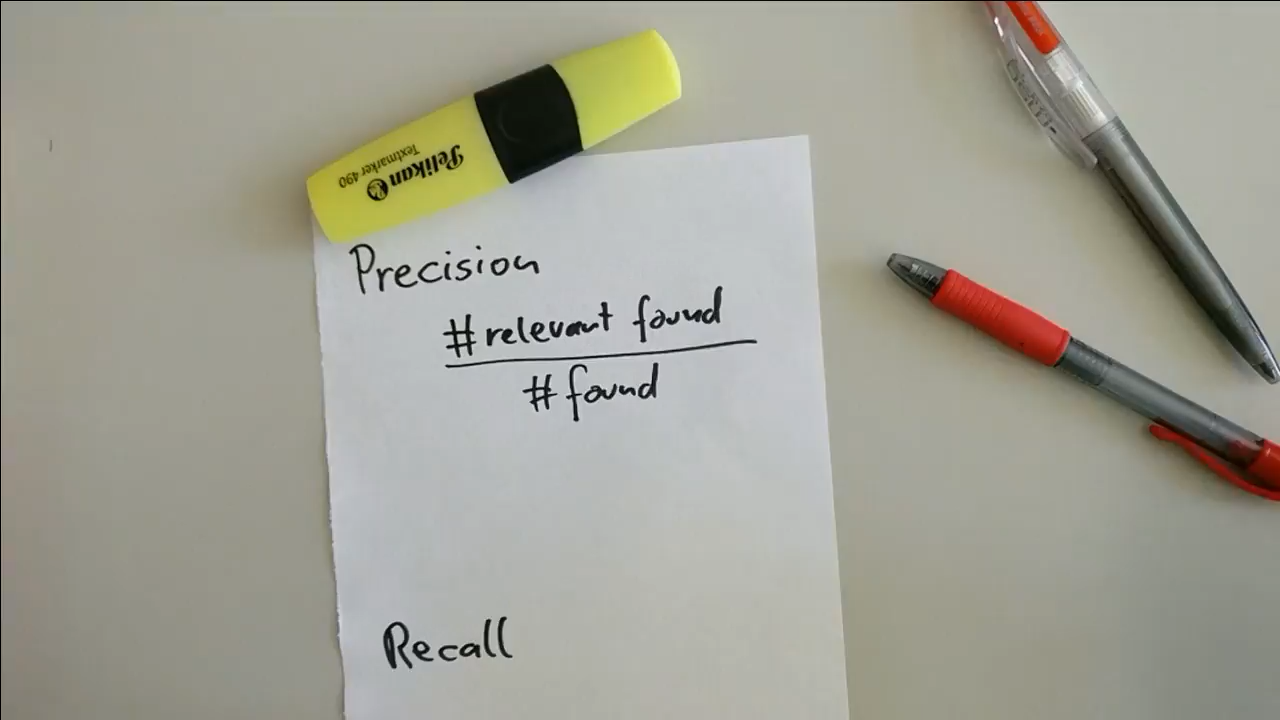 Pelikan
Textmarker 490
Precision
#relevant found
# found
Recall